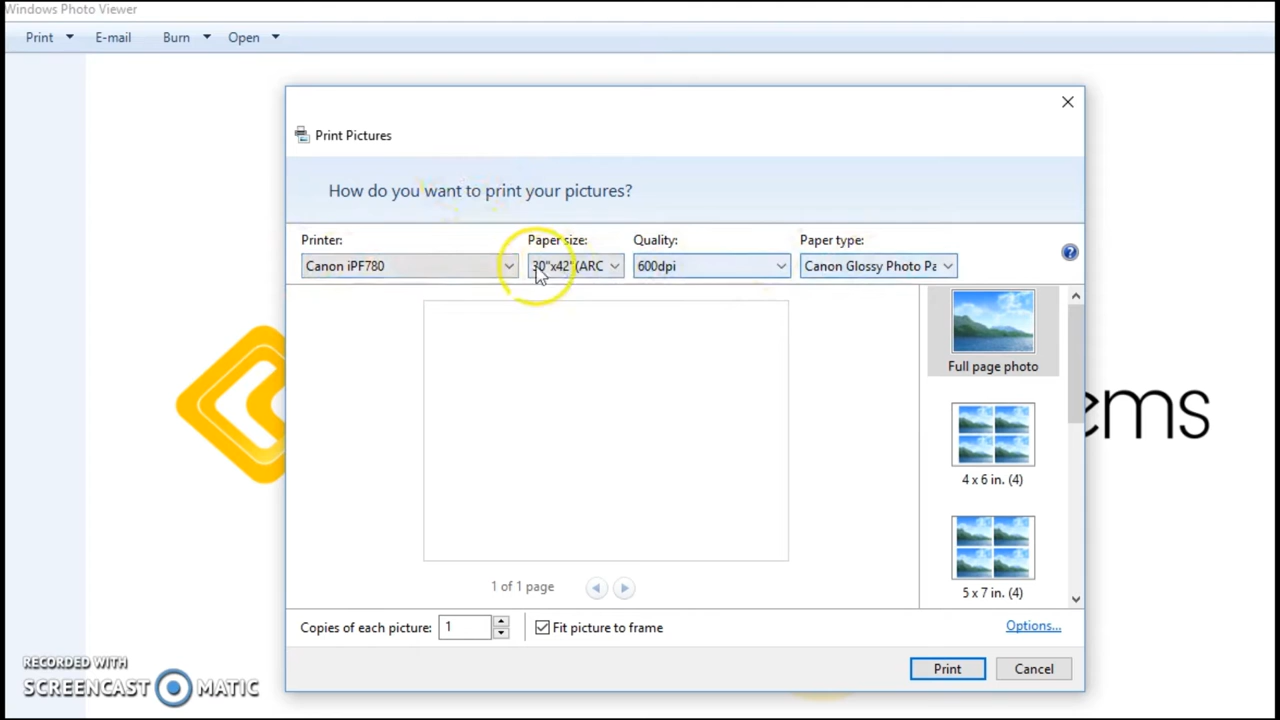 Windows Photo Viewer
Print E-mail Burn Open
Print Pictures
How do you want to print your pictures?
Printer: Paper size: Quality: Paper type:
Canon iPF780 30"x42"(ARC 600dpi Canon Glossy Photo Pa
Full page photo
ems
4 x 6 in. (4)
5 x 7 in. (4)
1 of 1 page
Copies of each picture: 1 Fit picture to frame Options...
Print Cancel
RECORDED WITH
SCREENCAST MATIC